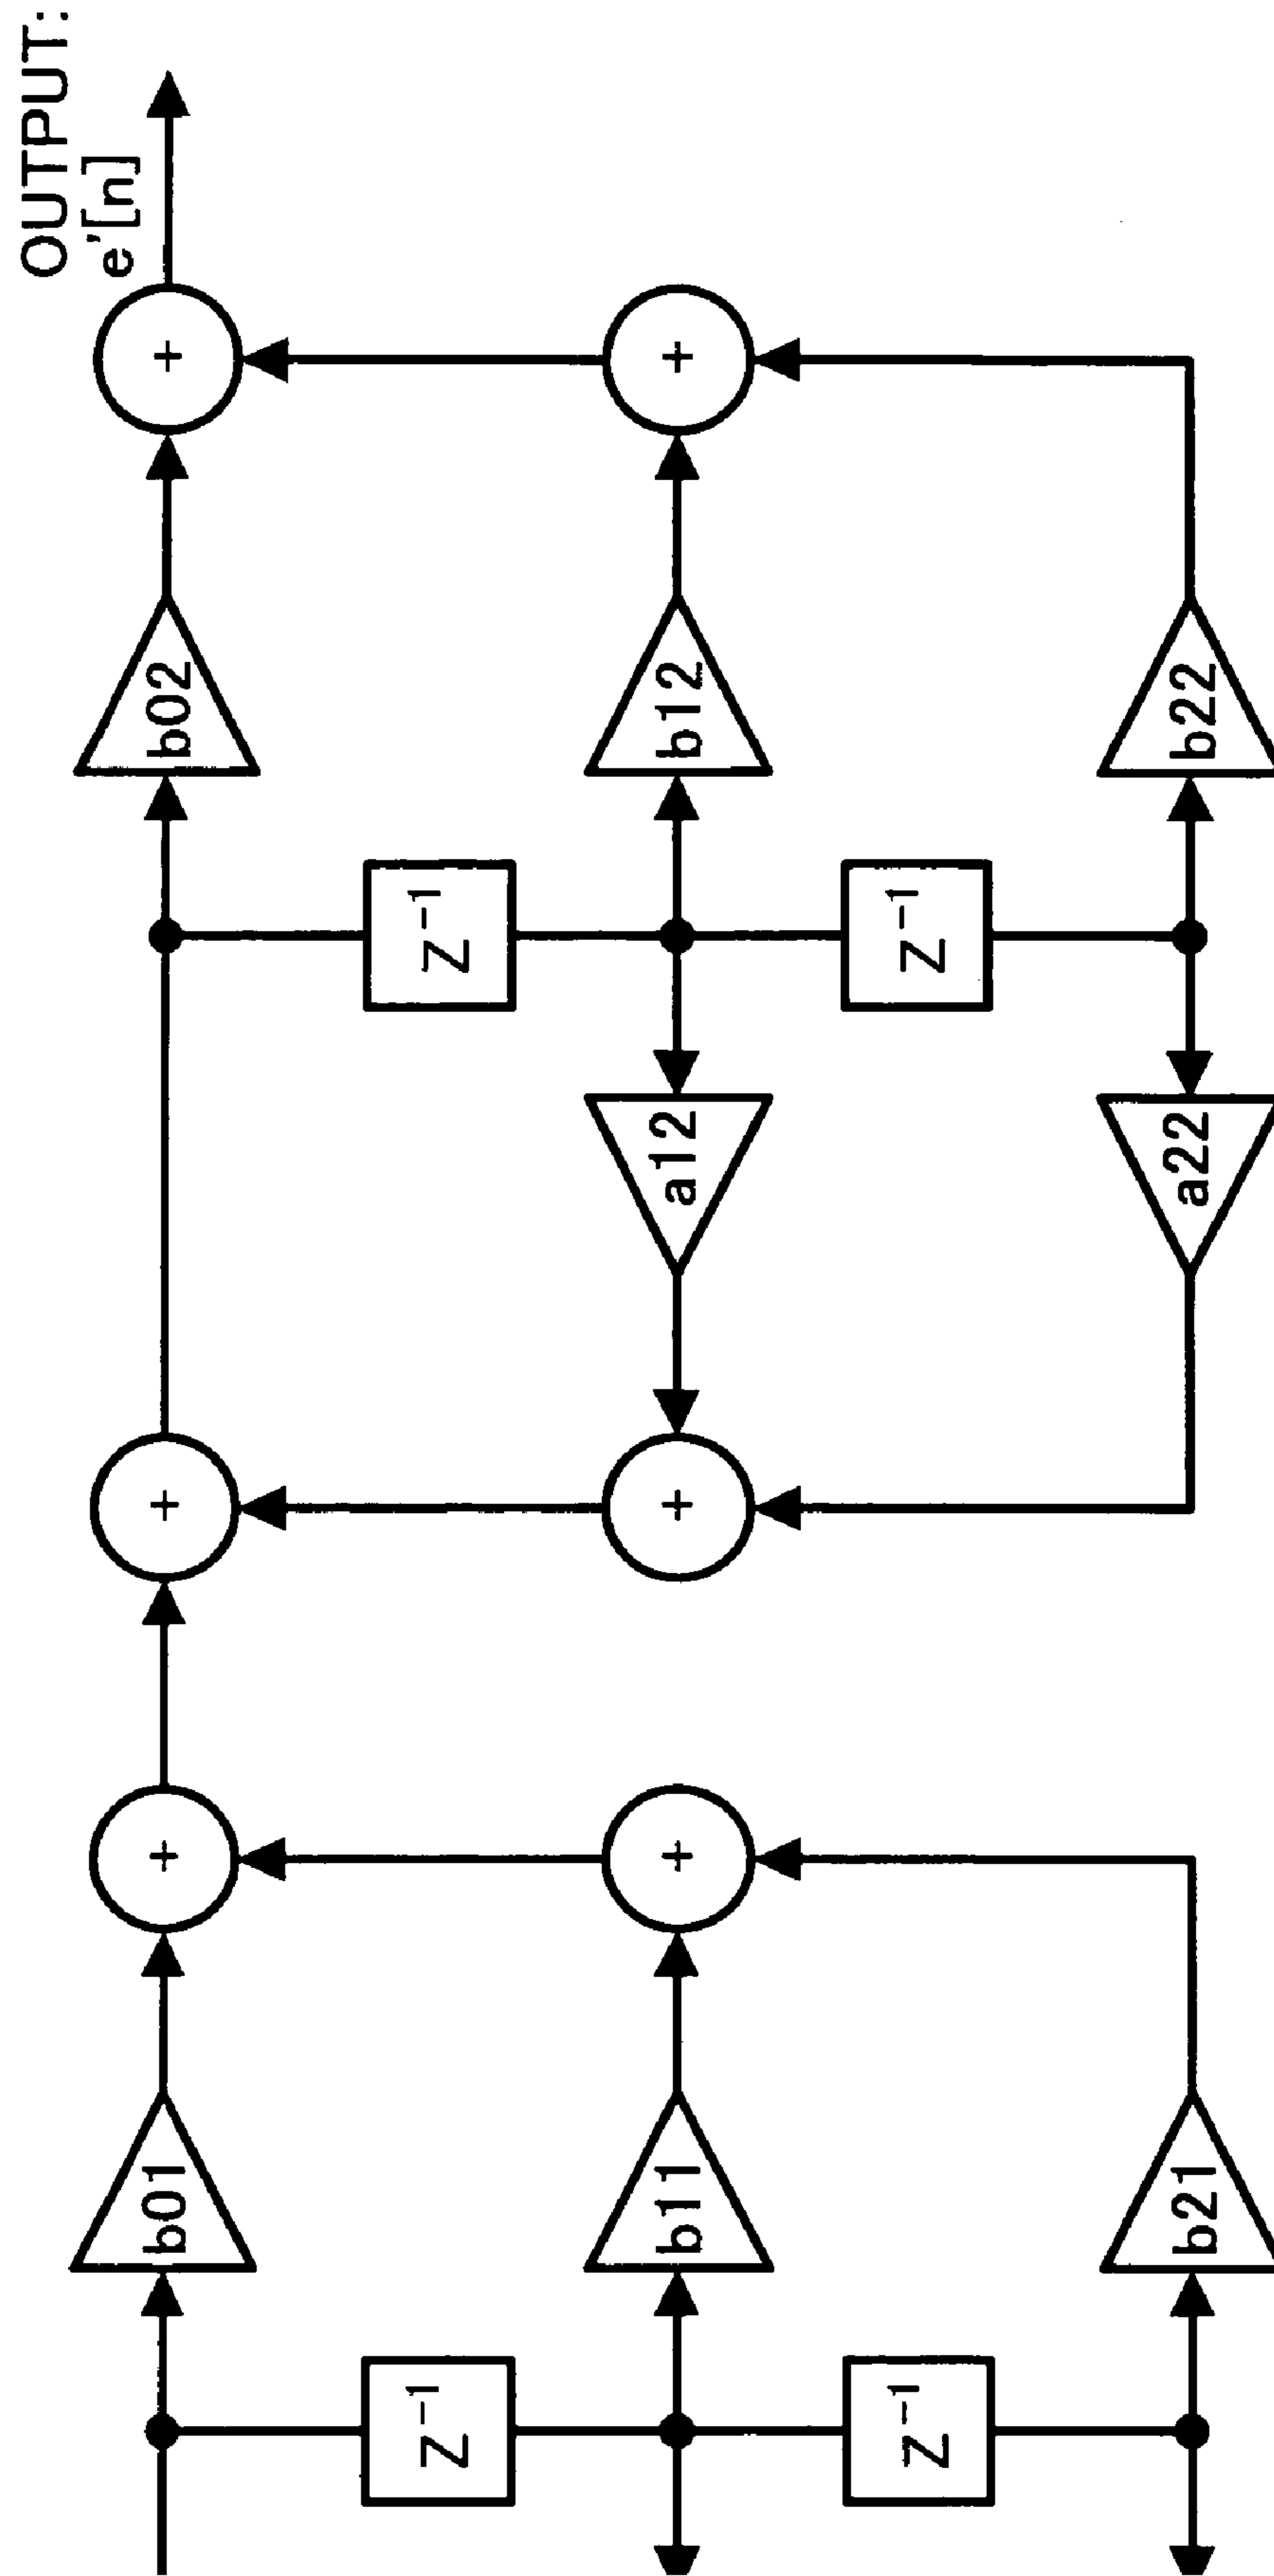 OUTPUT:
e'[n]
+
+
b02
b12
b22
Z⁻¹
Z⁻¹
a12
a22
+
+
+
+
b01
b11
b21
Z⁻¹
Z⁻¹